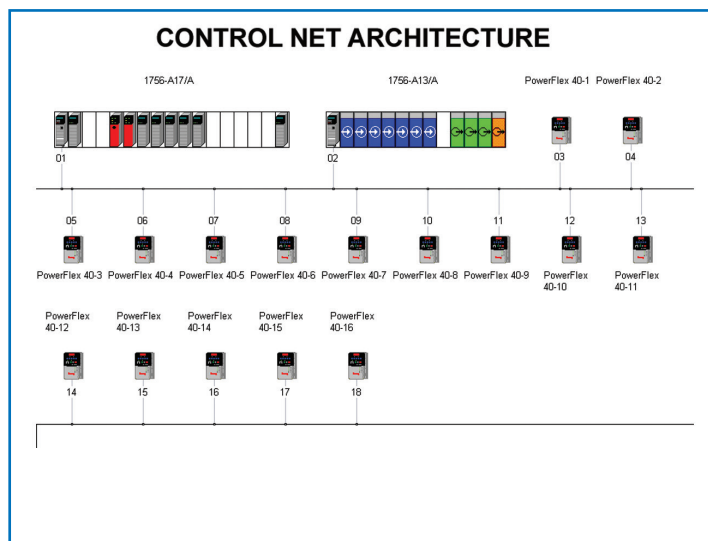 CONTROL NET ARCHITECTURE
1756-A17/A
1756-A13/A
PowerFlex 40-1
PowerFlex 40-2
01
02
03
04
05
06
07
08
09
10
11
12
13
PowerFlex 40-3
PowerFlex 40-4
PowerFlex 40-5
PowerFlex 40-6
PowerFlex 40-7
PowerFlex 40-8
PowerFlex 40-9
PowerFlex
40-10
PowerFlex
40-11
PowerFlex
40-12
PowerFlex
40-13
PowerFlex
40-14
PowerFlex
40-15
PowerFlex
40-16
14
15
16
17
18